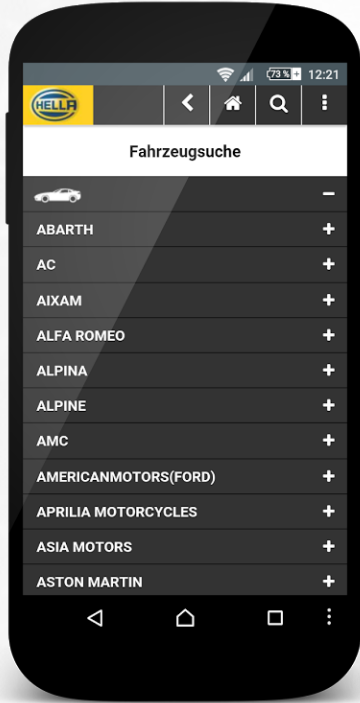 73 % 12:21
HELLA
Fahrzeugsuche
ABARTH
AC
AIXAM
ALFA ROMEO
ALPINA
ALPINE
AMC
AMERICANMOTORS(FORD)
APRILIA MOTORCYCLES
ASIA MOTORS
ASTON MARTIN